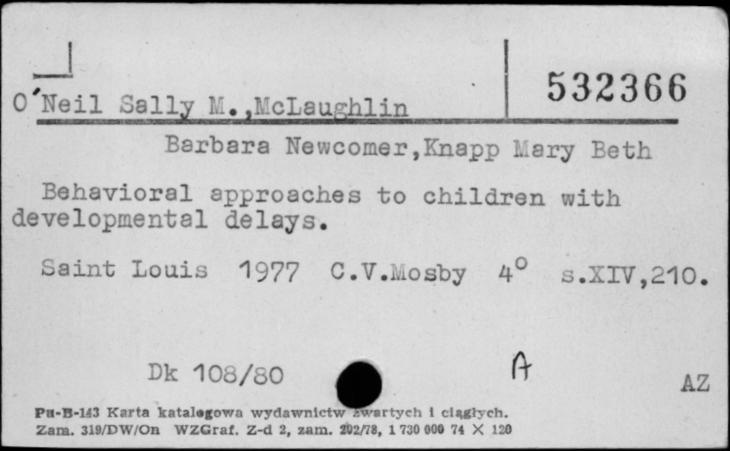 532366
O'Neil Sally M.,McLaughlin
Barbara Newcomer,Knapp Mary Beth
Behavioral approaches to children with
developmental delays.
Saint Louis 1977 C.V.Mosby 4° s.XIV,210.
Dk 108/80 A AZ
Pu-B-143 Karta katalogowa wydawnictw zwartych i ciągłych.
Zam. 319/DW/On WZGraf. Z-d 2, zam. 202/78, 1 730 000 74 X 120